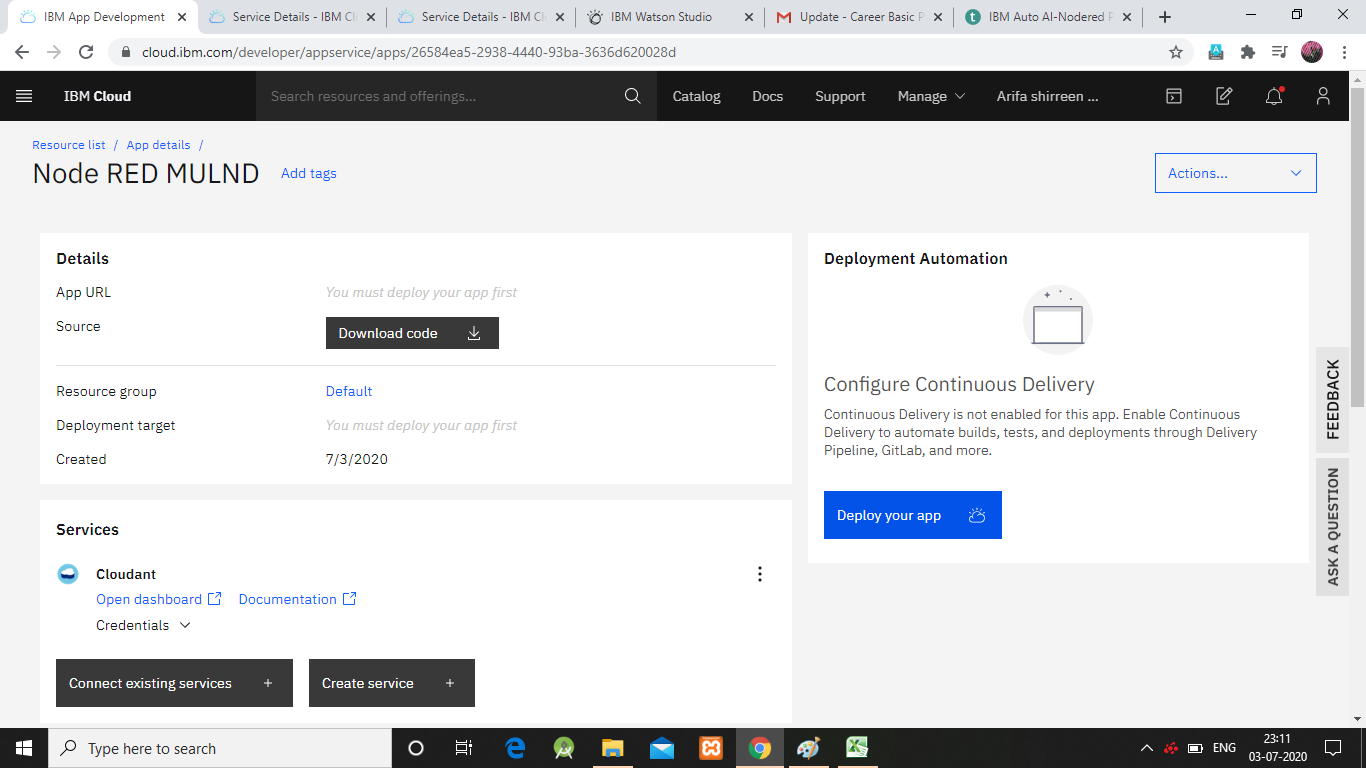 IBM App Development
Service Details - IBM Cl
Service Details - IBM Cl
IBM Watson Studio
Update - Career Basic P
IBM Auto AI-Nodered P
cloud.ibm.com/developer/appservice/apps/26584ea5-2938-4440-93ba-3636d620028d
IBM Cloud
Search resources and offerings...
Catalog
Docs
Support
Manage
Arifa shirreen ...
Resource list / App details /
Node RED MULND
Add tags
Actions...
Details
App URL
You must deploy your app first
Source
Download code
Resource group
Default
Deployment target
You must deploy your app first
Created
7/3/2020
Deployment Automation
Configure Continuous Delivery
Continuous Delivery is not enabled for this app. Enable Continuous
Delivery to automate builds, tests, and deployments through Delivery
Pipeline, GitLab, and more.
Deploy your app
FEEDBACK
ASK A QUESTION
Services
Cloudant
Open dashboard
Documentation
Credentials
Connect existing services +
Create service +
Type here to search
ENG
23:11
03-07-2020